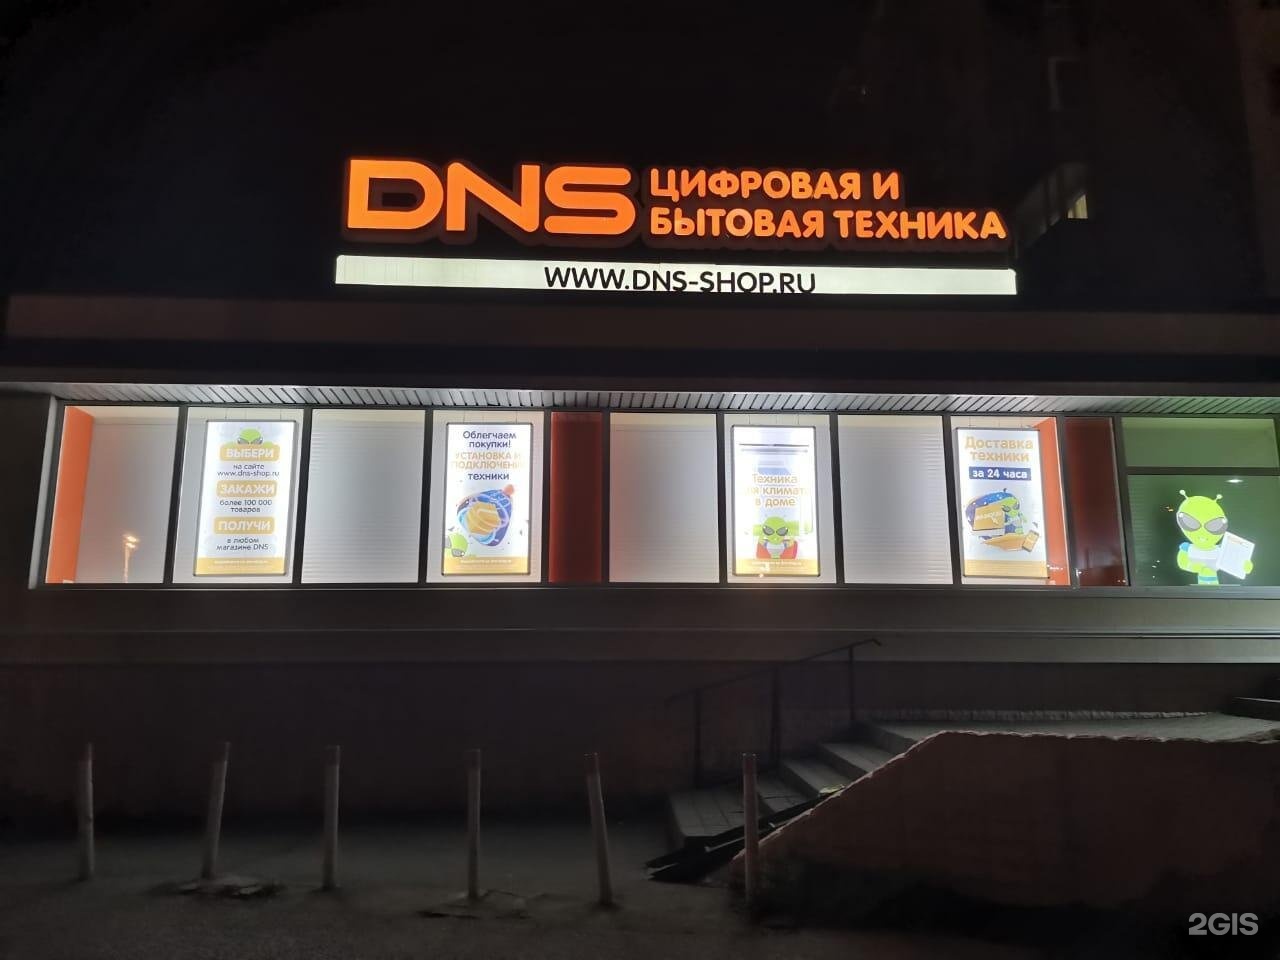 DNS
ЦИФРОВАЯ И
БЫТОВАЯ ТЕХНИКА
WWW.DNS-SHOP.RU
ВЫБЕРИ
на сайте
www.dns-shop.ru
ЗАКАЖИ
более 100 000
товаров
ПОЛУЧИ
в любом
магазине DNS
Облегчаем
покупки!
УСТАНОВКА И
ПОДКЛЮЧЕНИЕ
техники
Техника
для климата
в доме
Доставка
техники
за 24 часа
2GIS